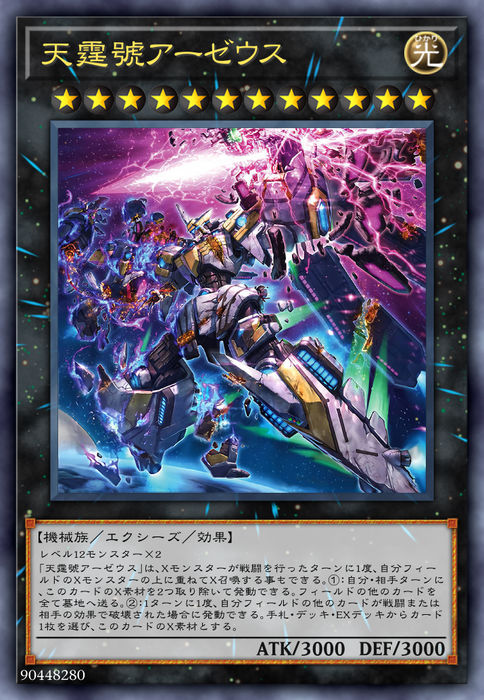 天霆號アーゼウス
ひかり
光
【機械族／エクシーズ／効果】
レベル12モンスター×2
「天霆號アーゼウス」は、Xモンスターが戦闘を行ったターンに1度、自分フィー
ルドのXモンスターの上に重ねてX召喚する事もできる。①：自分・相手ターンに
、このカードのX素材を2つ取り除いて発動できる。フィールドの他のカードを
全て墓地へ送る。②：1ターンに1度、自分フィールドの他のカードが戦闘または
相手の効果で破壊された場合に発動できる。手札・デッキ・EXデッキからカード
1枚を選び、このカードのX素材とする。
ATK/3000 DEF/3000
90448280